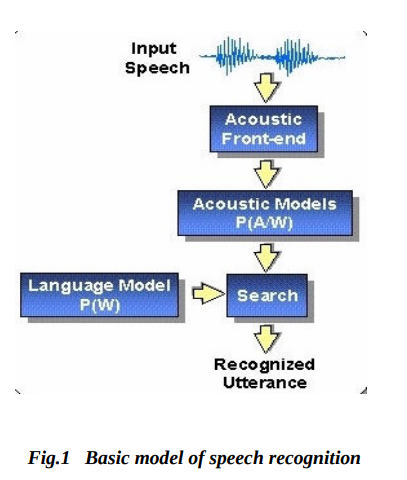 Input
Speech
Acoustic
Front-end
Acoustic Models
P(A/W)
Language Model
P(W)
Search
Recognized
Utterance
Fig.1 Basic model of speech recognition